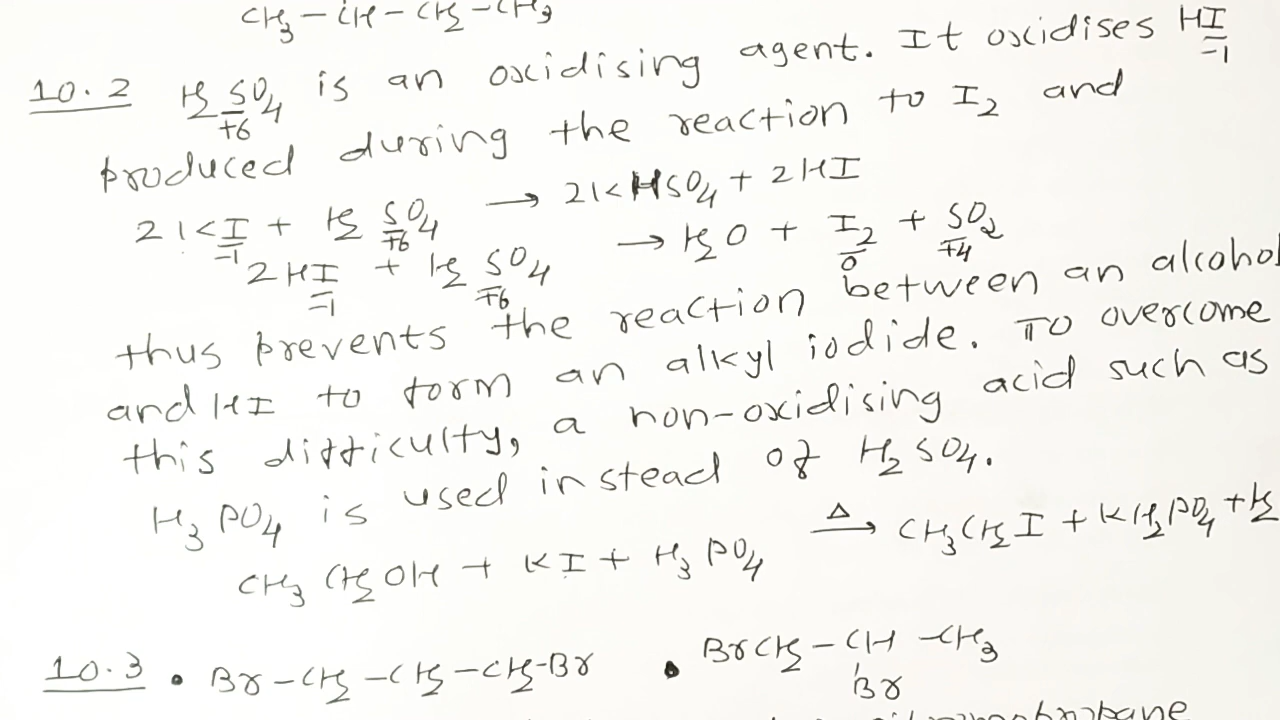 CH₃ – CH – CH₂ – CH₃
10.2 H₂SO₄ is an oxidising agent. It oxidises HI
+6 –1
produced during the reaction to I₂ and
2KI + H₂SO₄ → 2KHSO₄ + 2HI
–1 +6
2HI + H₂SO₄ → H₂O + I₂ + SO₂
–1 +6 0 +4
thus prevents the reaction between an alcohol
and HI to form an alkyl iodide. To overcome
this difficulty, a non-oxidising acid such as
H₃PO₄ is used instead of H₂SO₄.
CH₃CH₂OH + KI + H₃PO₄ Δ→ CH₃CH₂I + KH₂PO₄ + H₂
10.3 • Br–CH₂–CH₂–CH₂–Br • BrCH₂ – CH – CH₃
Br